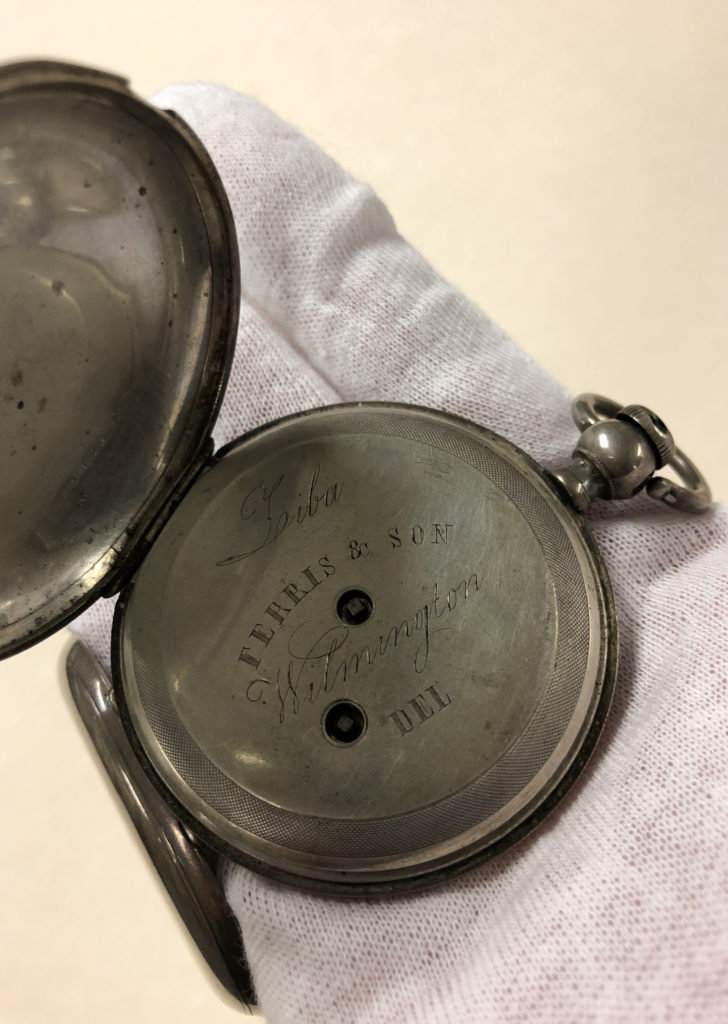 Ziba
FERRIS & SON
Wilmington
DEL